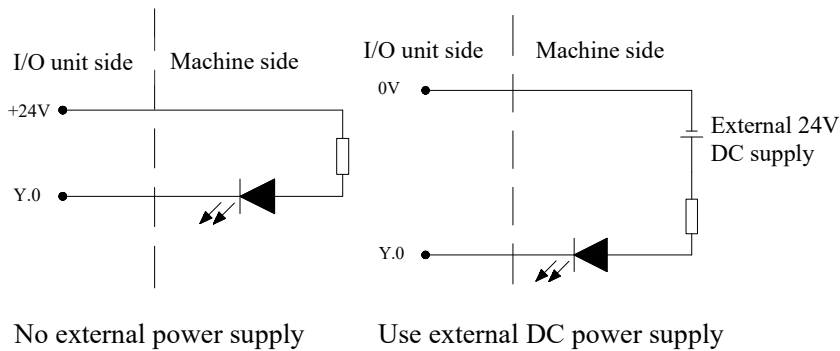 I/O unit side
Machine side
+24V
Y.0
No external power supply
I/O unit side
Machine side
0V
External 24V
DC supply
Y.0
Use external DC power supply